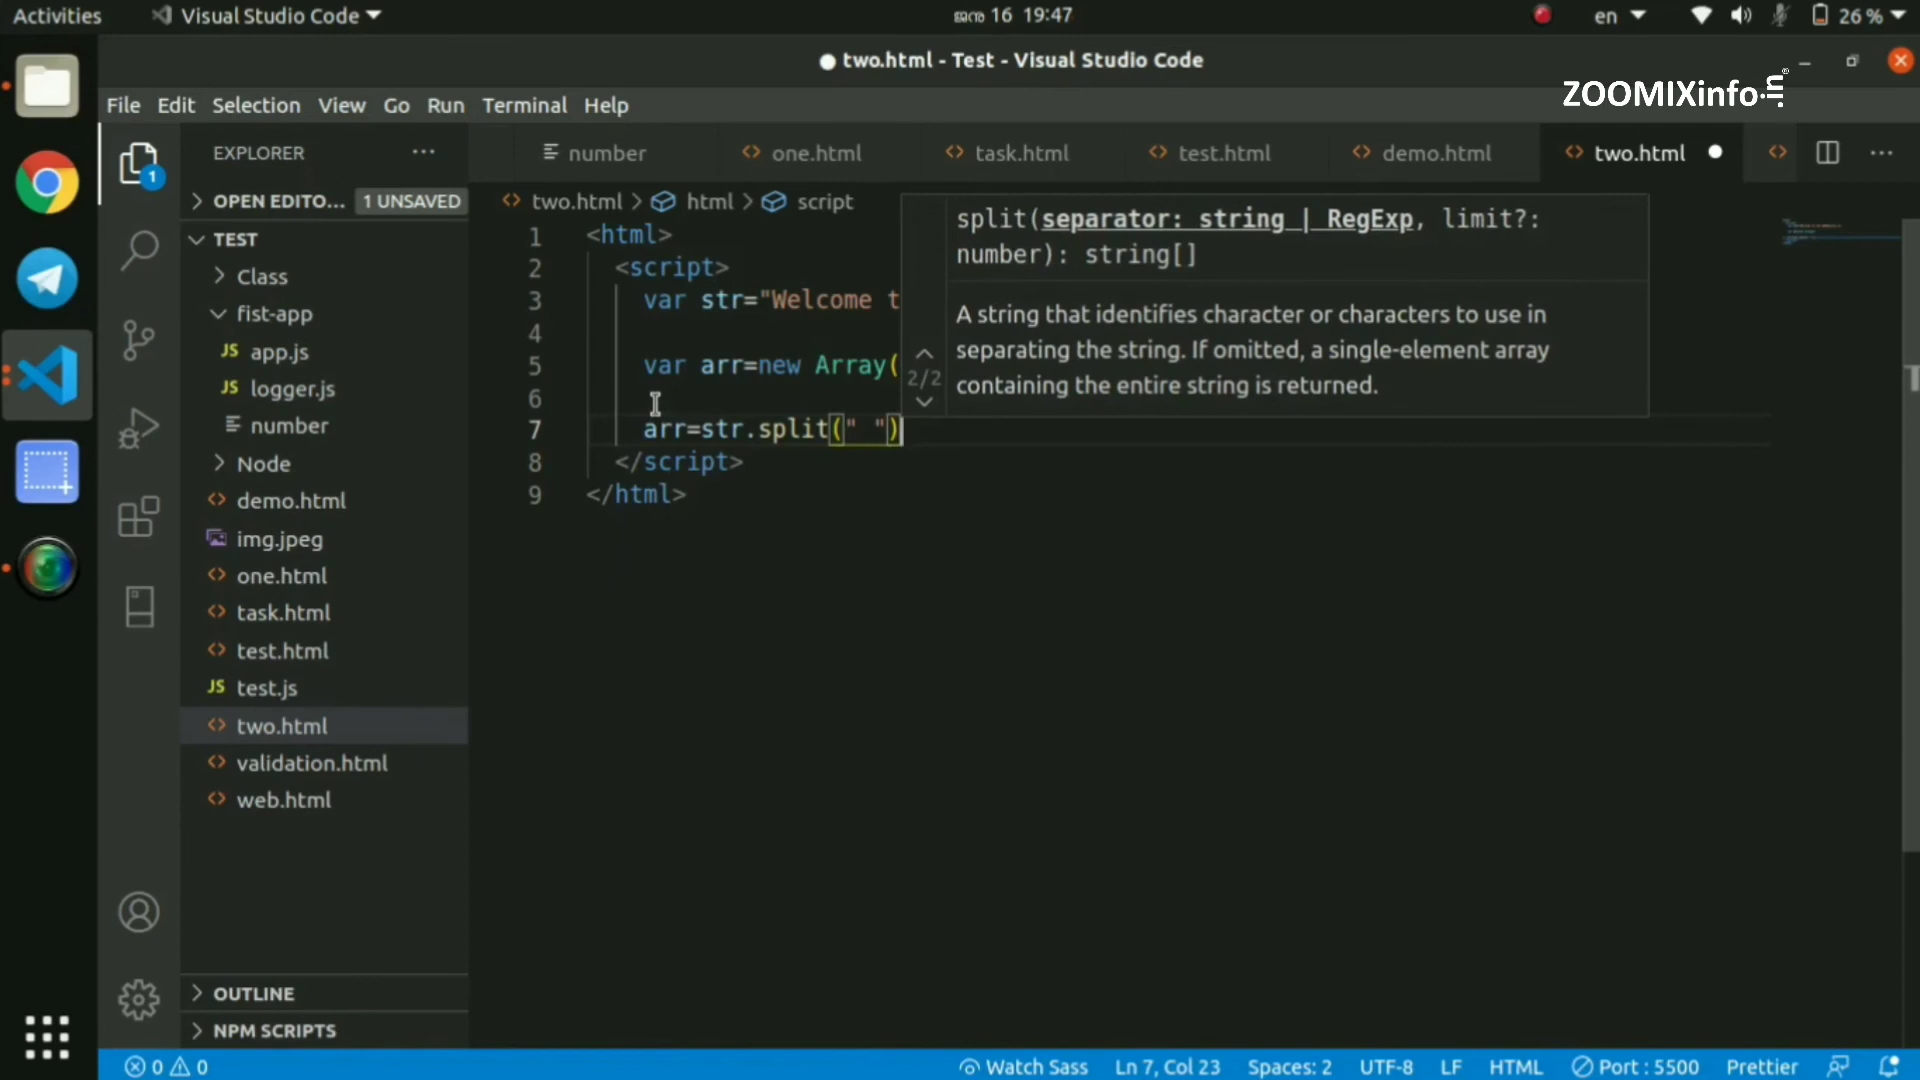 Activities
Visual Studio Code
16 19:47
en
26 %
two.html - Test - Visual Studio Code
ZOOMIXinfo.in
File Edit Selection View Go Run Terminal Help
EXPLORER
number
one.html
task.html
test.html
demo.html
two.html
OPEN EDITO... 1 UNSAVED
TEST
Class
fist-app
JS app.js
JS logger.js
number
Node
demo.html
img.jpeg
one.html
task.html
test.html
JS test.js
two.html
validation.html
web.html
OUTLINE
NPM SCRIPTS
two.html > html > script
1 <html>
2 <script>
3 var str="Welcome t
4
5 var arr=new Array(
6
7 arr=str.split(" ")
8 </script>
9 </html>
split(separator: string | RegExp, limit?:
number): string[]
2/2
A string that identifies character or characters to use in
separating the string. If omitted, a single-element array
containing the entire string is returned.
1
0 0
Watch Sass
Ln 7, Col 23
Spaces: 2
UTF-8
LF
HTML
Port : 5500
Prettier